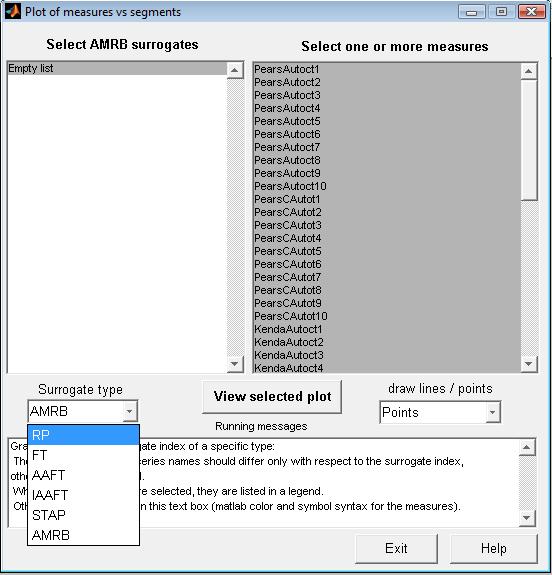 Plot of measures vs segments
Select AMRB surrogates
Select one or more measures
Empty list
PearsAutoct1
PearsAutoct2
PearsAutoct3
PearsAutoct4
PearsAutoct5
PearsAutoct6
PearsAutoct7
PearsAutoct8
PearsAutoct9
PearsAutoct10
PearsCAutot1
PearsCAutot2
PearsCAutot3
PearsCAutot4
PearsCAutot5
PearsCAutot6
PearsCAutot7
PearsCAutot8
PearsCAutot9
PearsCAutot10
KendaAutoct1
KendaAutoct2
KendaAutoct3
KendaAutoct4
Surrogate type
View selected plot
draw lines / points
AMRB
Points
Running messages
RP
FT
AAFT
IAAFT
STAP
AMRB
Gra gate index of a specific type:
The series names should differ only with respect to the surrogate index,
othe d.
Wh re selected, they are listed in a legend.
Oth n this text box (matlab color and symbol syntax for the measures).
Exit
Help